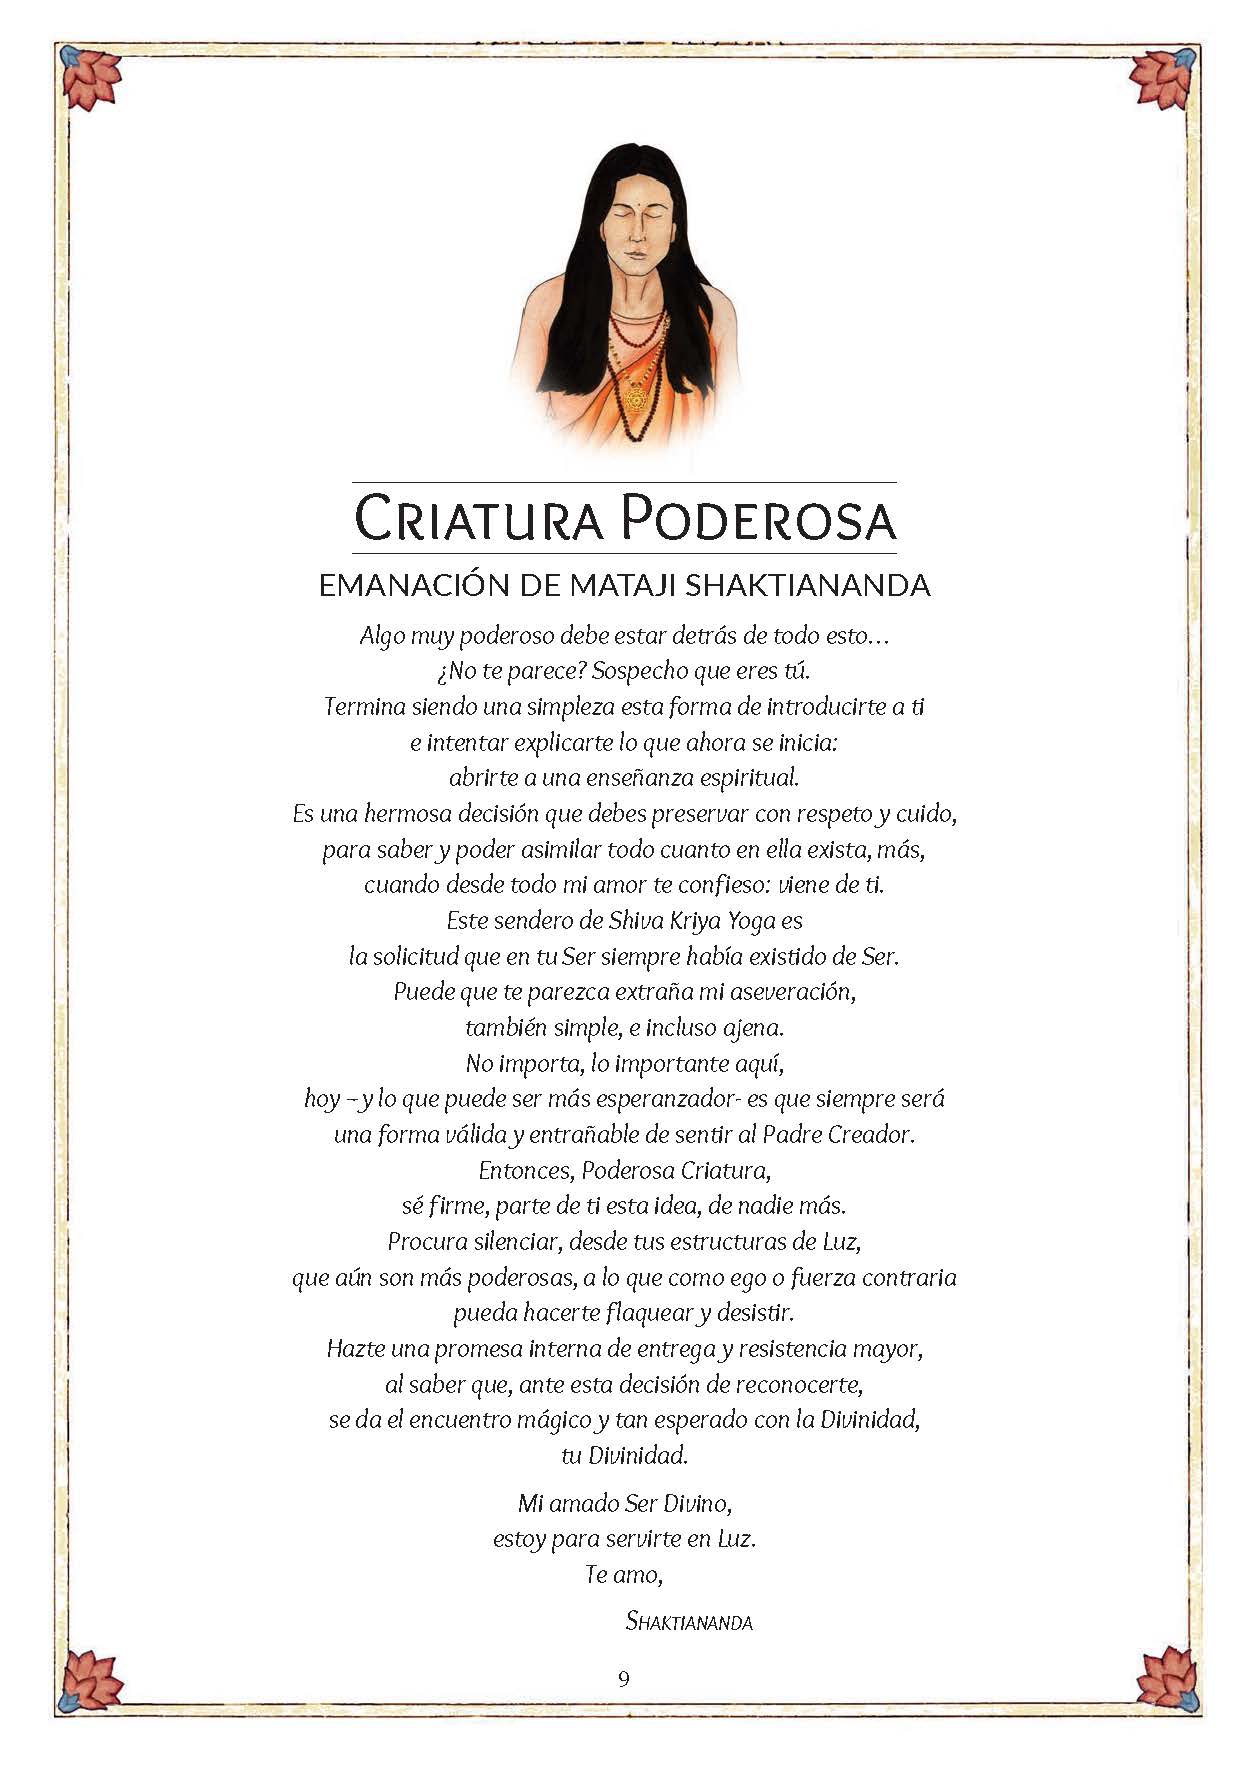 CRIATURA PODEROSA
EMANACIÓN DE MATAJI SHAKTIANANDA
Algo muy poderoso debe estar detrás de todo esto…
¿No te parece? Sospecho que eres tú.
Termina siendo una simpleza esta forma de introducirte a ti
e intentar explicarte lo que ahora se inicia:
abrirte a una enseñanza espiritual.
Es una hermosa decisión que debes preservar con respeto y cuido,
para saber y poder asimilar todo cuanto en ella exista, más,
cuando desde todo mi amor te confieso: viene de ti.
Este sendero de Shiva Kriya Yoga es
la solicitud que en tu Ser siempre había existido de Ser.
Puede que te parezca extraña mi aseveración,
también simple, e incluso ajena.
No importa, lo importante aquí,
hoy –y lo que puede ser más esperanzador- es que siempre será
una forma válida y entrañable de sentir al Padre Creador.
Entonces, Poderosa Criatura,
sé firme, parte de ti esta idea, de nadie más.
Procura silenciar, desde tus estructuras de Luz,
que aún son más poderosas, a lo que como ego o fuerza contraria
pueda hacerte flaquear y desistir.
Hazte una promesa interna de entrega y resistencia mayor,
al saber que, ante esta decisión de reconocerte,
se da el encuentro mágico y tan esperado con la Divinidad,
tu Divinidad.
Mi amado Ser Divino,
estoy para servirte en Luz.
Te amo,
SHAKTIANANDA
9